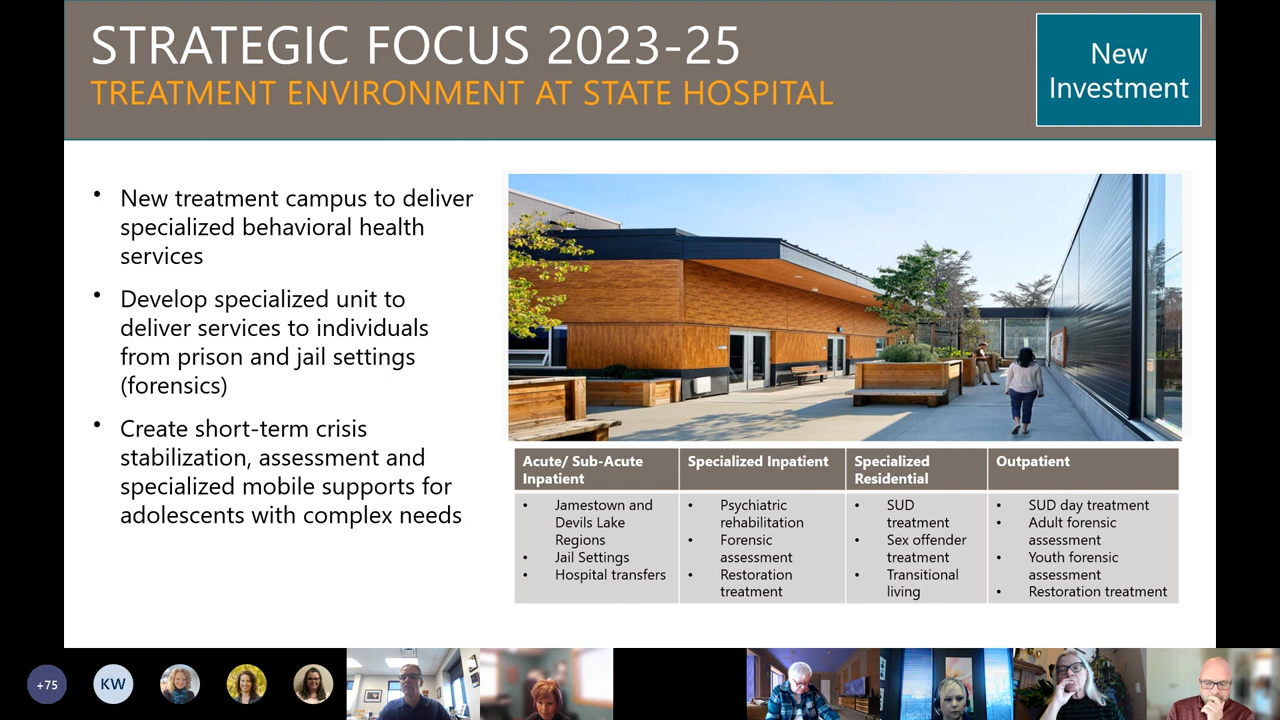 STRATEGIC FOCUS 2023-25
TREATMENT ENVIRONMENT AT STATE HOSPITAL
New
Investment
• New treatment campus to deliver
specialized behavioral health
services
• Develop specialized unit to
deliver services to individuals
from prison and jail settings
(forensics)
• Create short-term crisis
stabilization, assessment and
specialized mobile supports for
adolescents with complex needs
Acute/ Sub-Acute
Inpatient
• Jamestown and
Devils Lake
Regions
• Jail Settings
• Hospital transfers
Specialized Inpatient
• Psychiatric
rehabilitation
• Forensic
assessment
• Restoration
treatment
Specialized
Residential
• SUD
treatment
• Sex offender
treatment
• Transitional
living
Outpatient
• SUD day treatment
• Adult forensic
assessment
• Youth forensic
assessment
• Restoration treatment
+75
KW